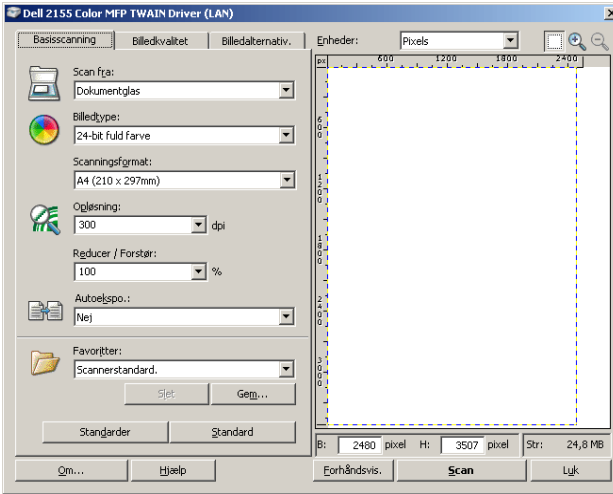 Dell 2155 Color MFP TWAIN Driver (LAN)
Basisscanning
Billedkvalitet
Billedalternativ.
Scan fra:
Dokumentglas
Billedtype:
24-bit fuld farve
Scanningsformat:
A4 (210 x 297mm)
Opløsning:
300 dpi
Reducer / Forstør:
100 %
Autoekspo.:
Nej
Favoritter:
Scannerstandard.
Slet
Gem...
Standarder
Standard
Om...
Hjælp
Enheder:
Pixels
px 600 1200 1800 2400
600
1200
1800
2400
3000
B: 2480 pixel H: 3507 pixel Str: 24,8 MB
Forhåndsvis.
Scan
Luk